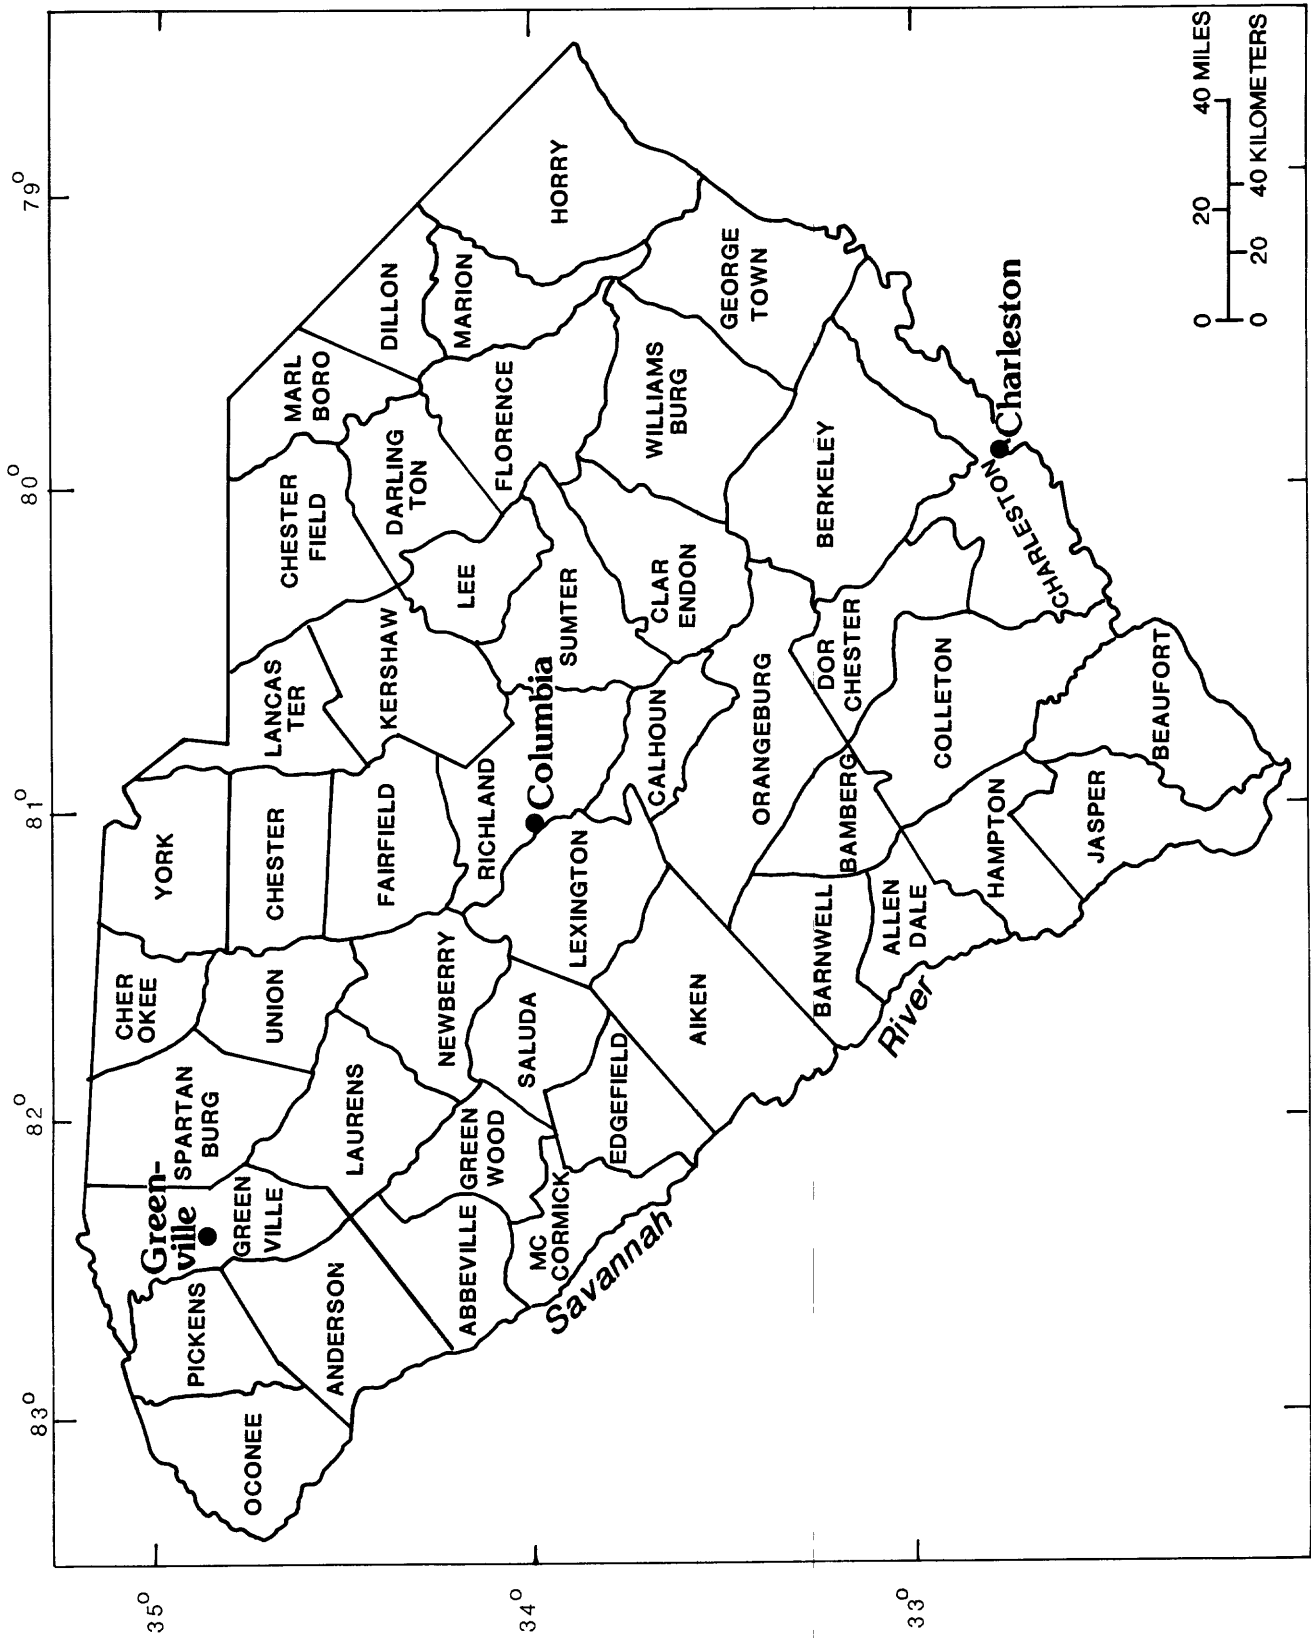 83°
82°
81°
80°
79°
35°
34°
33°
OCONEE
PICKENS
Green-
ville
GREEN
VILLE
SPARTAN
BURG
CHER
OKEE
YORK
UNION
CHESTER
LANCAS
TER
CHESTER
FIELD
MARL
BORO
ANDERSON
LAURENS
FAIRFIELD
KERSHAW
DARLING
TON
DILLON
ABBEVILLE
GREEN
WOOD
NEWBERRY
RICHLAND
LEE
FLORENCE
MARION
MC
CORMICK
SALUDA
Columbia
SUMTER
HORRY
Savannah
EDGEFIELD
LEXINGTON
CALHOUN
CLAR
ENDON
WILLIAMS
BURG
GEORGE
TOWN
AIKEN
ORANGEBURG
BARNWELL
BAMBERG
DOR
CHESTER
BERKELEY
River
ALLEN
DALE
COLLETON
HAMPTON
CHARLESTON
Charleston
JASPER
BEAUFORT
0 20 40 MILES
0 20 40 KILOMETERS